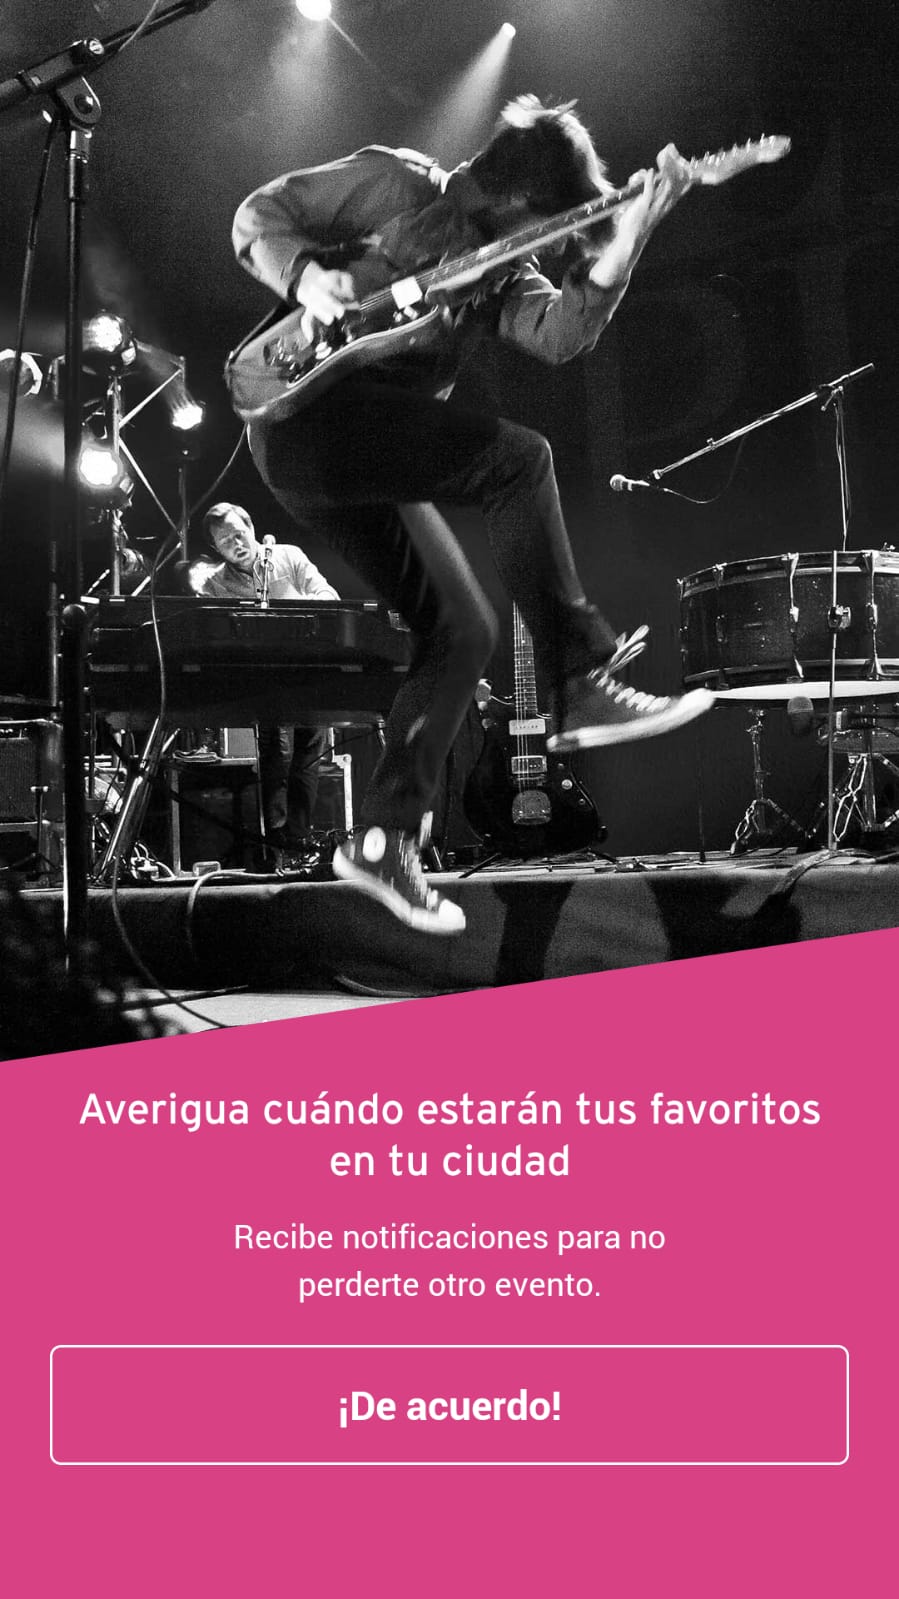 Averigua cuándo estarán tus favoritos
en tu ciudad
Recibe notificaciones para no
perderte otro evento.
¡De acuerdo!